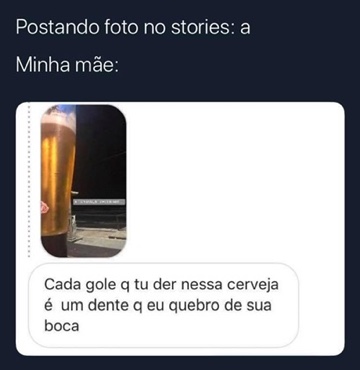 Postando foto no stories: a
Minha mãe:
Cada gole q tu der nessa cerveja
é um dente q eu quebro de sua
boca